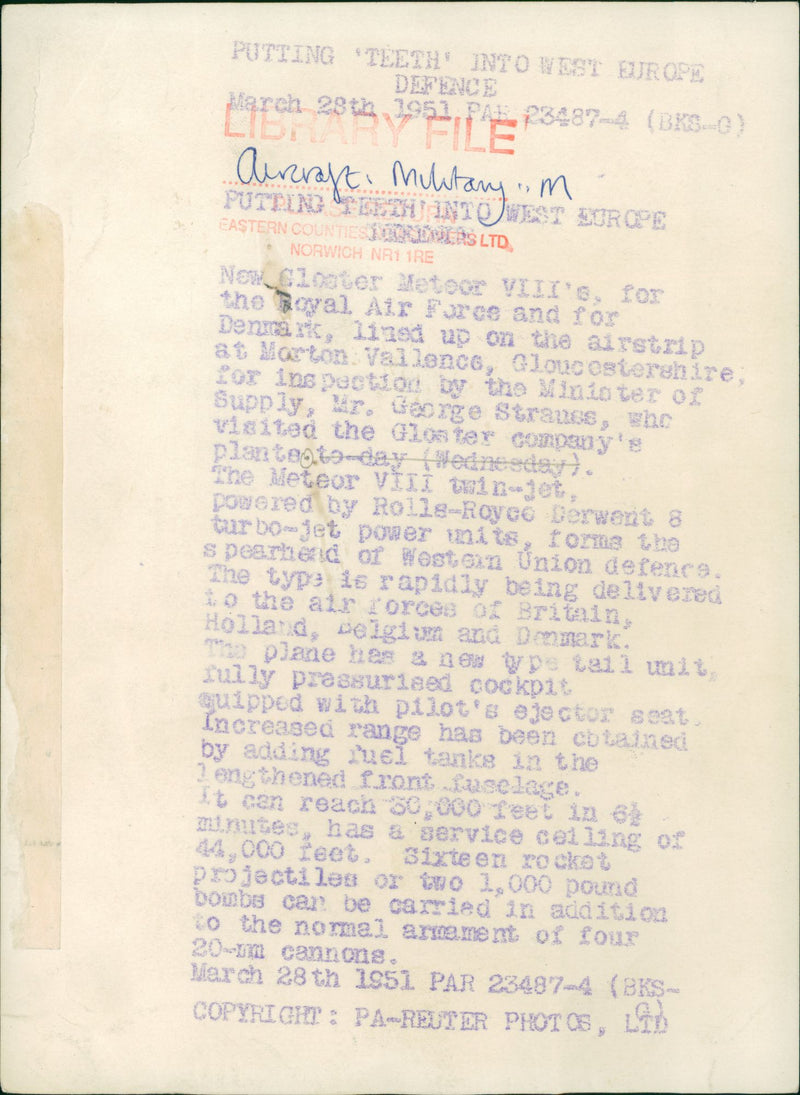 PUTTING 'TEETH' INTO WEST EUROPE
DEFENCE
March 28th 1951 PAR 23487-4 (BKS-G)
LIBRARY FILE
Aircraft: Military: M
PUTTING 'TEETH' INTO WEST EUROPE
DEFENCE
EASTERN COUNTIES NEWSPAPERS LTD,
NORWICH NR1 1RE
New Gloster Meteor VIII's, for
the Royal Air Force and for
Denmark, lined up on the airstrip
at Morton Vallence, Gloucestershire,
for inspection by the Minister of
Supply, Mr. George Strauss, who
visited the Gloster company's
plants to-day (Wednesday).
The Meteor VIII twin-jet,
powered by Rolls-Royce Derwent 8
turbo-jet power units, forms the
spearhead of Western Union defence.
The type is rapidly being delivered
to the air forces of Britain,
Holland, Belgium and Denmark.
The plane has a new type tail unit,
fully pressurised cockpit
equipped with pilot's ejector seat.
Increased range has been obtained
by adding fuel tanks in the
lengthened front fuselage.
It can reach 30,000 feet in 6½
minutes, has a service ceiling of
44,000 feet. Sixteen rocket
projectiles or two 1,000 pound
bombs can be carried in addition
to the normal armament of four
20-mm cannons.
March 28th 1951 PAR 23487-4 (BKS-
G)
COPYRIGHT: PA-REUTER PHOTOS, LTD